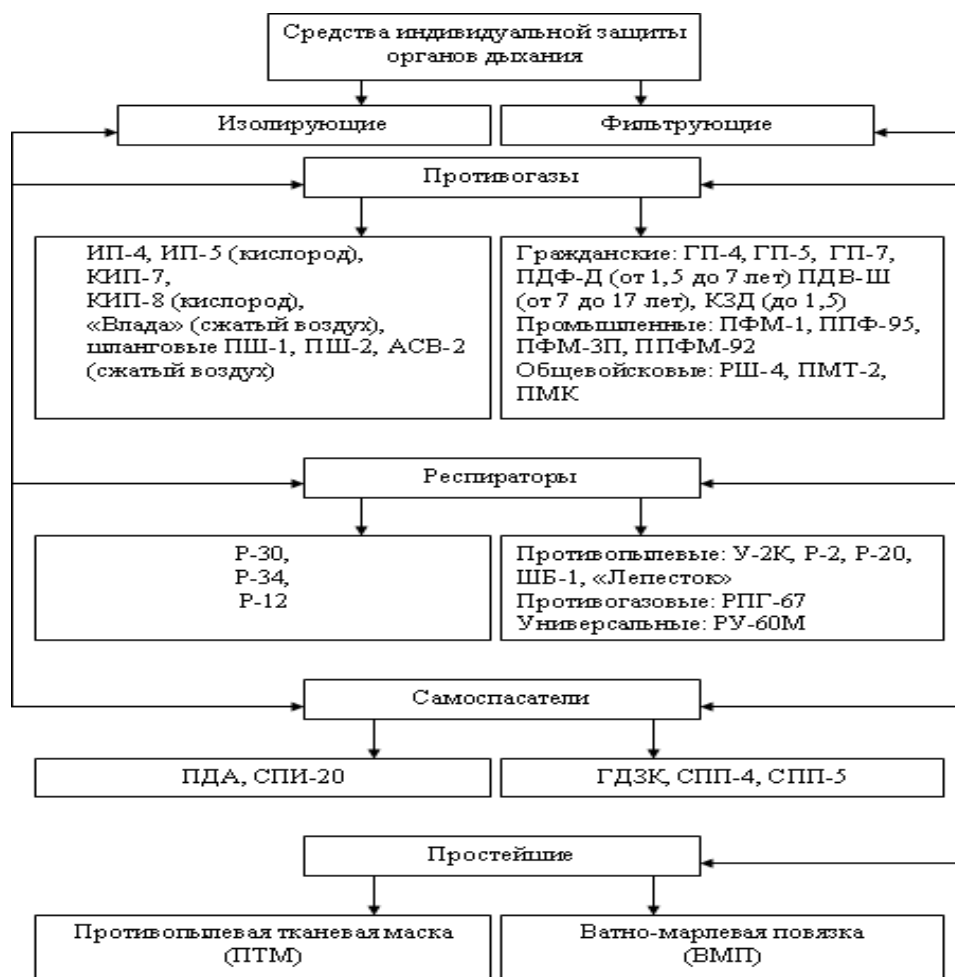 Средства индивидуальной защиты
органов дыхания
Изолирующие
Фильтрующие
Противогазы
ИП-4, ИП-5 (кислород),
КИП-7,
КИП-8 (кислород),
«Влада» (сжатый воздух),
шланговые ПШ-1, ПШ-2, АСВ-2
(сжатый воздух)
Гражданские: ГП-4, ГП-5, ГП-7,
ПДФ-Д (от 1,5 до 7 лет) ПДВ-Ш
(от 7 до 17 лет), КЗД (до 1,5)
Промышленные: ПФМ-1, ППФ-95,
ПФМ-3П, ППФМ-92
Общевойсковые: РШ-4, ПМТ-2,
ПМК
Респираторы
Р-30,
Р-34,
Р-12
Противопылевые: У-2К, Р-2, Р-20,
ШБ-1, «Лепесток»
Противогазовые: РПГ-67
Универсальные: РУ-60М
Самоспасатели
ПДА, СПИ-20
ГДЗК, СПП-4, СПП-5
Простейшие
Противопылевая тканевая маска
(ПТМ)
Ватно-марлевая повязка
(ВМП)